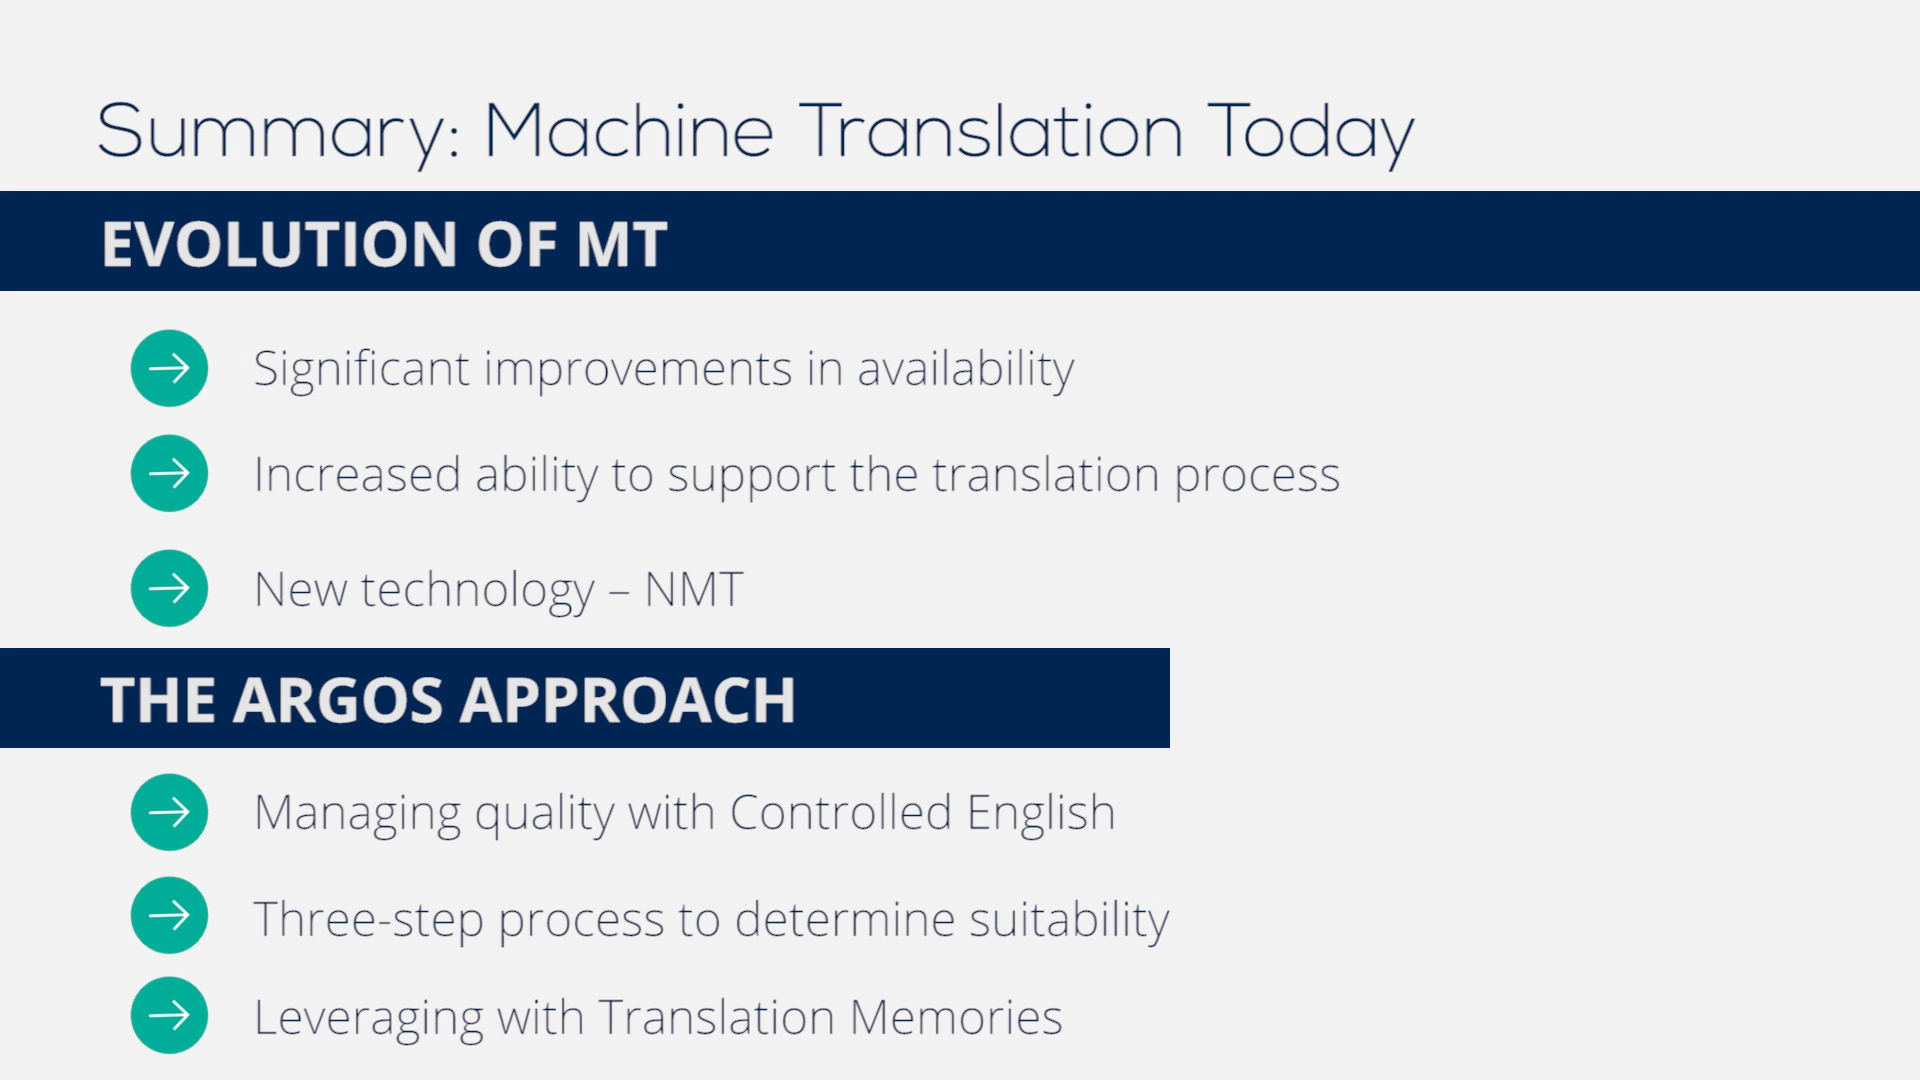 Summary: Machine Translation Today
EVOLUTION OF MT
Significant improvements in availability
Increased ability to support the translation process
New technology – NMT
THE ARGOS APPROACH
Managing quality with Controlled English
Three-step process to determine suitability
Leveraging with Translation Memories